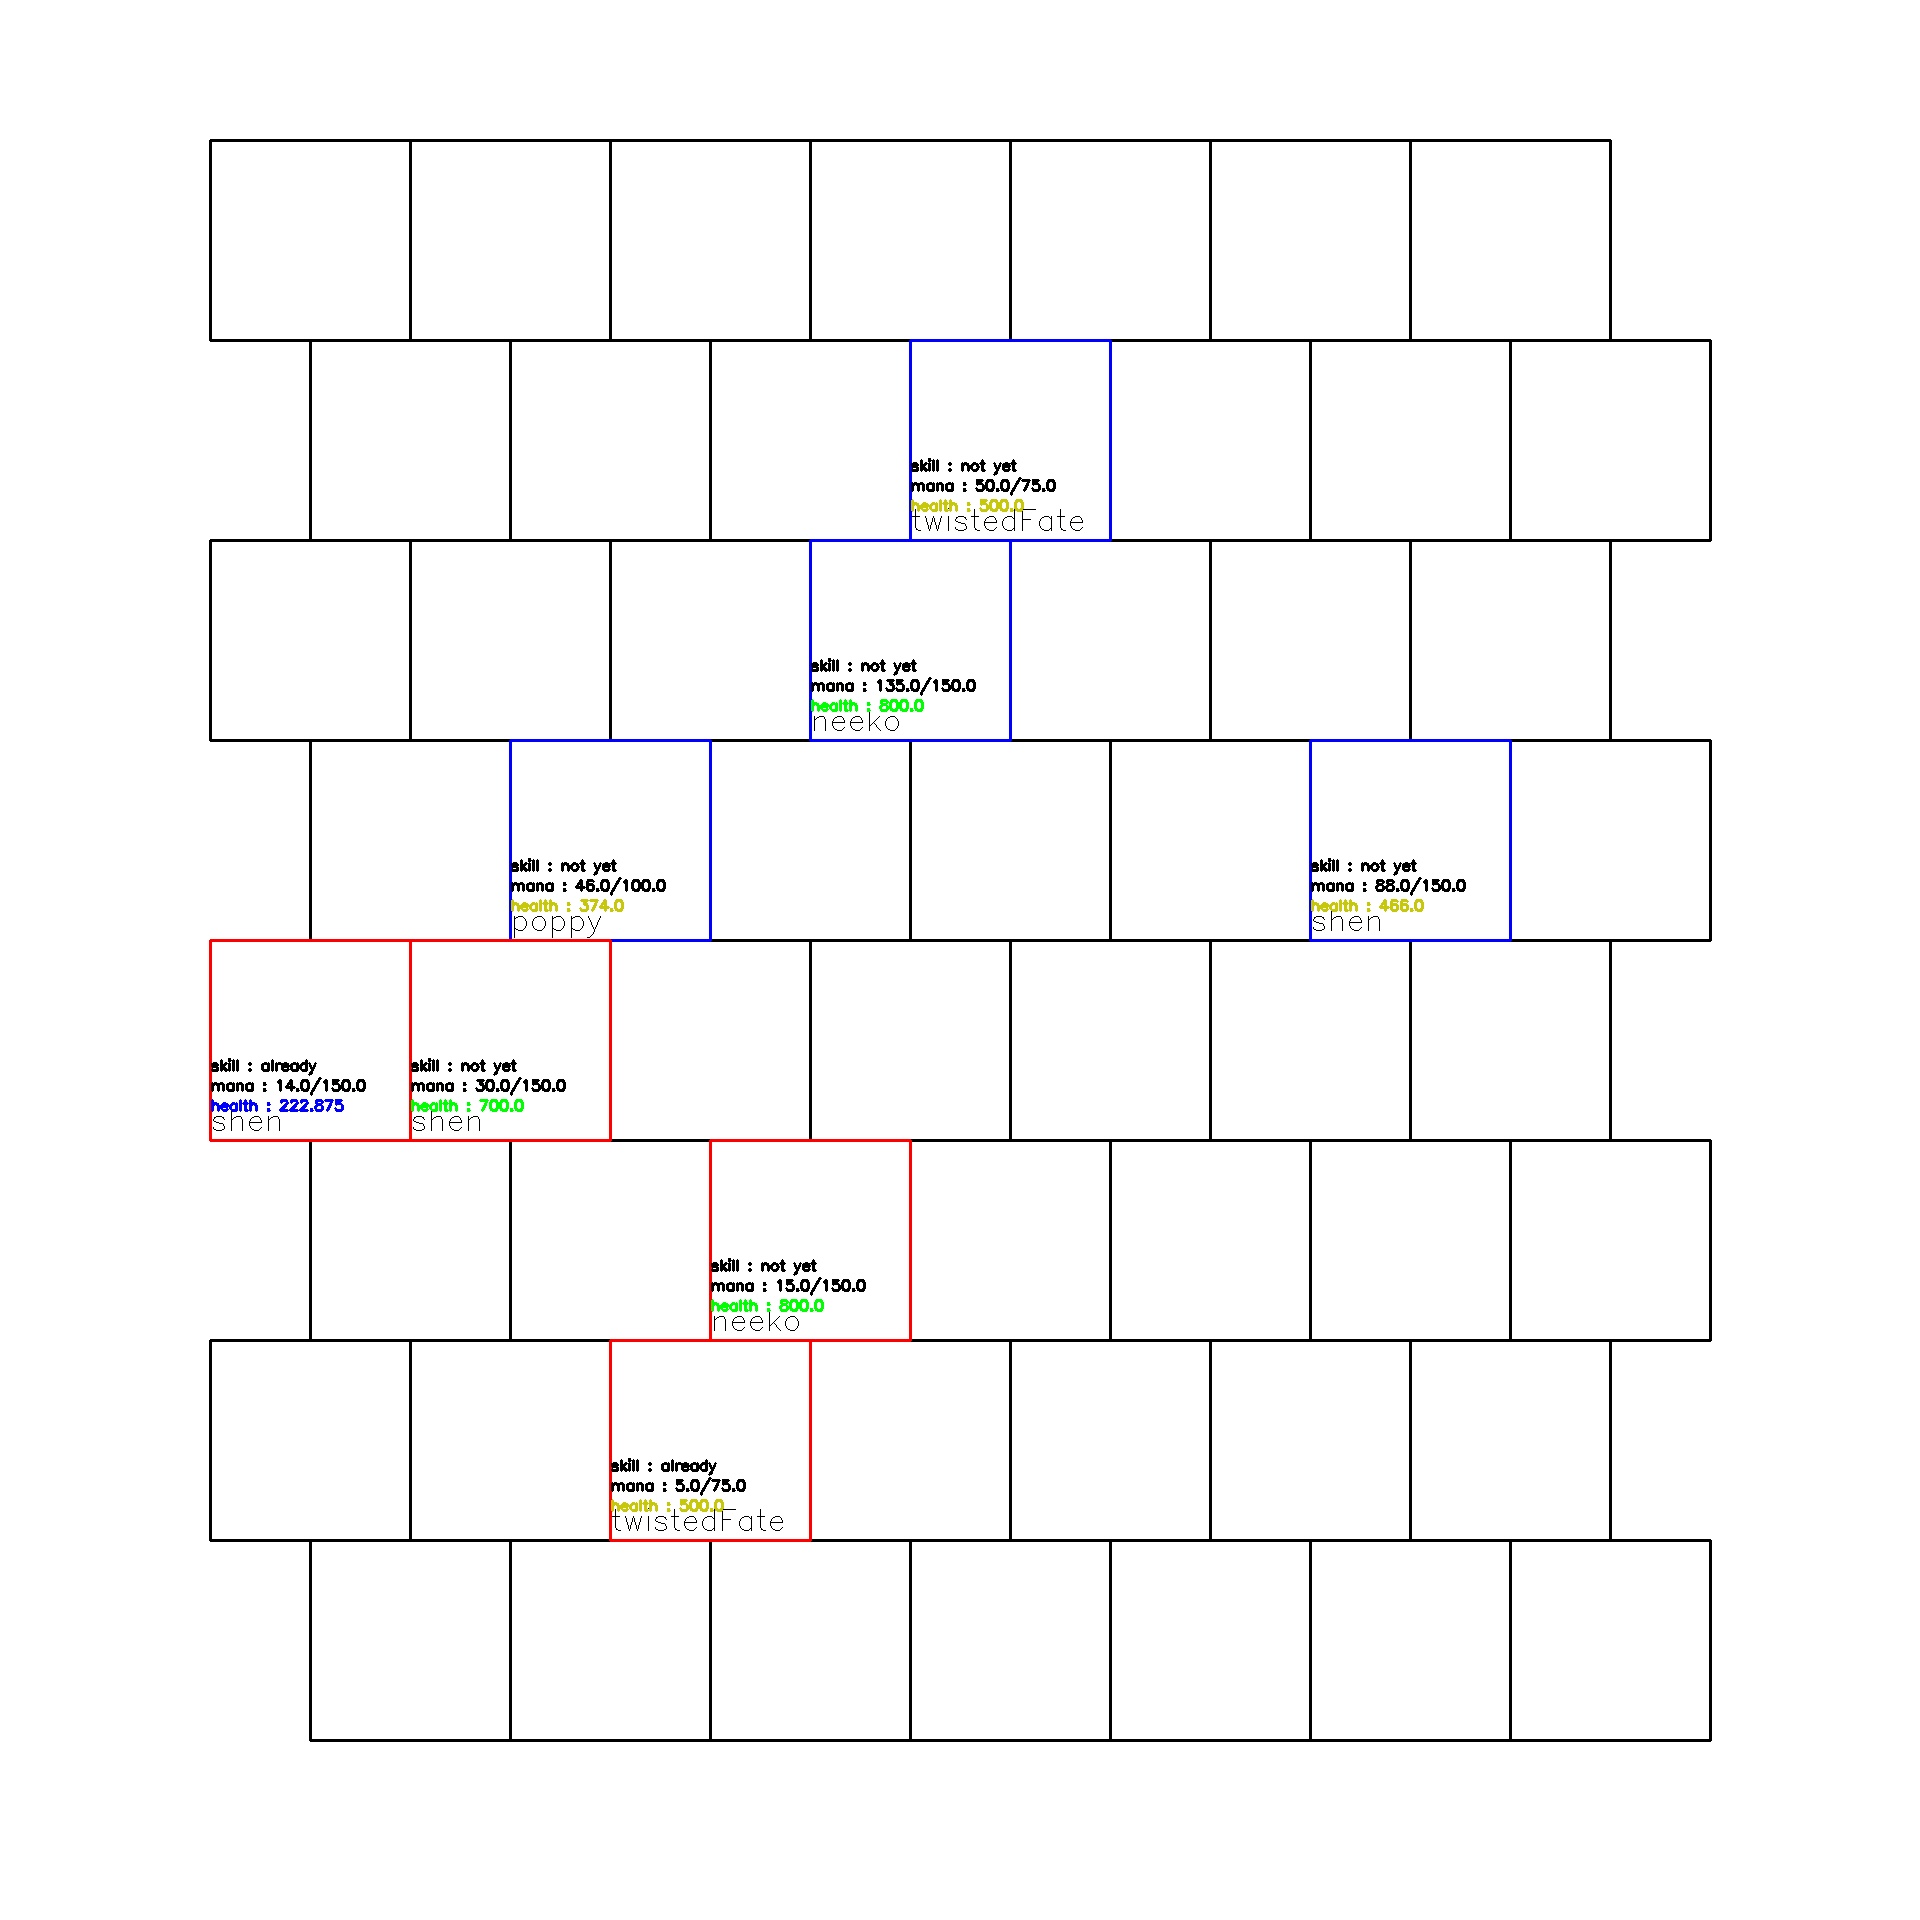 skill : not yet
mana : 50.0/75.0
health : 500.0
twistedFate
skill : not yet
mana : 135.0/150.0
health : 800.0
neeko
skill : not yet
mana : 46.0/100.0
health : 374.0
poppy
skill : not yet
mana : 88.0/150.0
health : 466.0
shen
skill : already
mana : 14.0/150.0
health : 222.875
shen
skill : not yet
mana : 30.0/150.0
health : 700.0
shen
skill : not yet
mana : 15.0/150.0
health : 800.0
neeko
skill : already
mana : 5.0/75.0
health : 500.0
twistedFate